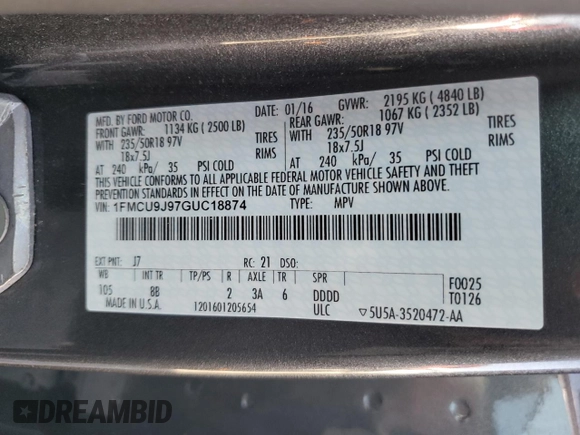 MFD. BY FORD MOTOR CO.
DATE: 01/16 GVWR: 2195 KG ( 4840 LB)
FRONT GAWR: 1134 KG ( 2500 LB)
REAR GAWR: 1067 KG ( 2352 LB)
WITH 235/50R18 97V TIRES
WITH 235/50R18 97V TIRES
18x7.5J RIMS
18x7.5J RIMS
AT 240 kPa/ 35 PSI COLD
AT 240 kPa/ 35 PSI COLD
THIS VEHICLE CONFORMS TO ALL APPLICABLE FEDERAL MOTOR VEHICLE SAFETY AND THEFT
PREVENTION STANDARDS IN EFFECT ON THE DATE OF MANUFACTURE SHOWN ABOVE.
VIN: 1FMCU9J97GUC18874 TYPE: MPV
EXT PNT: J7 RC: 21 DSO:
WB INT TR TP/PS R AXLE TR SPR
105 8B 2 3A 6 DDDD
F0025
T0126
MADE IN U.S.A. 1201601205654 ULC ▽5U5A-3520472-AA
DREAMBID